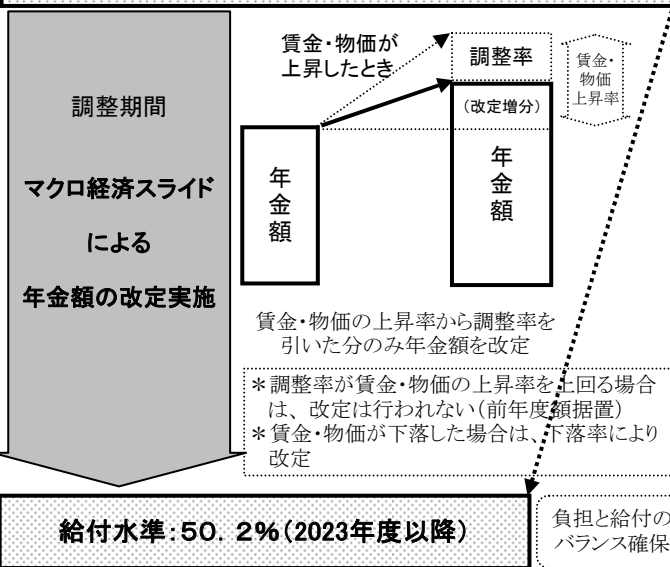 調整期間
マクロ経済スライド
による
年金額の改定実施
賃金・物価が
上昇したとき
年金額
調整率
（改定増分）
年金額
賃金・
物価
上昇率
賃金・物価の上昇率から調整率を
引いた分のみ年金額を改定
＊調整率が賃金・物価の上昇率を上回る場合
は、改定は行われない（前年度額据置）
＊賃金・物価が下落した場合は、下落率により
改定
給付水準：５０．２％（2023年度以降）
負担と給付の
バランス確保